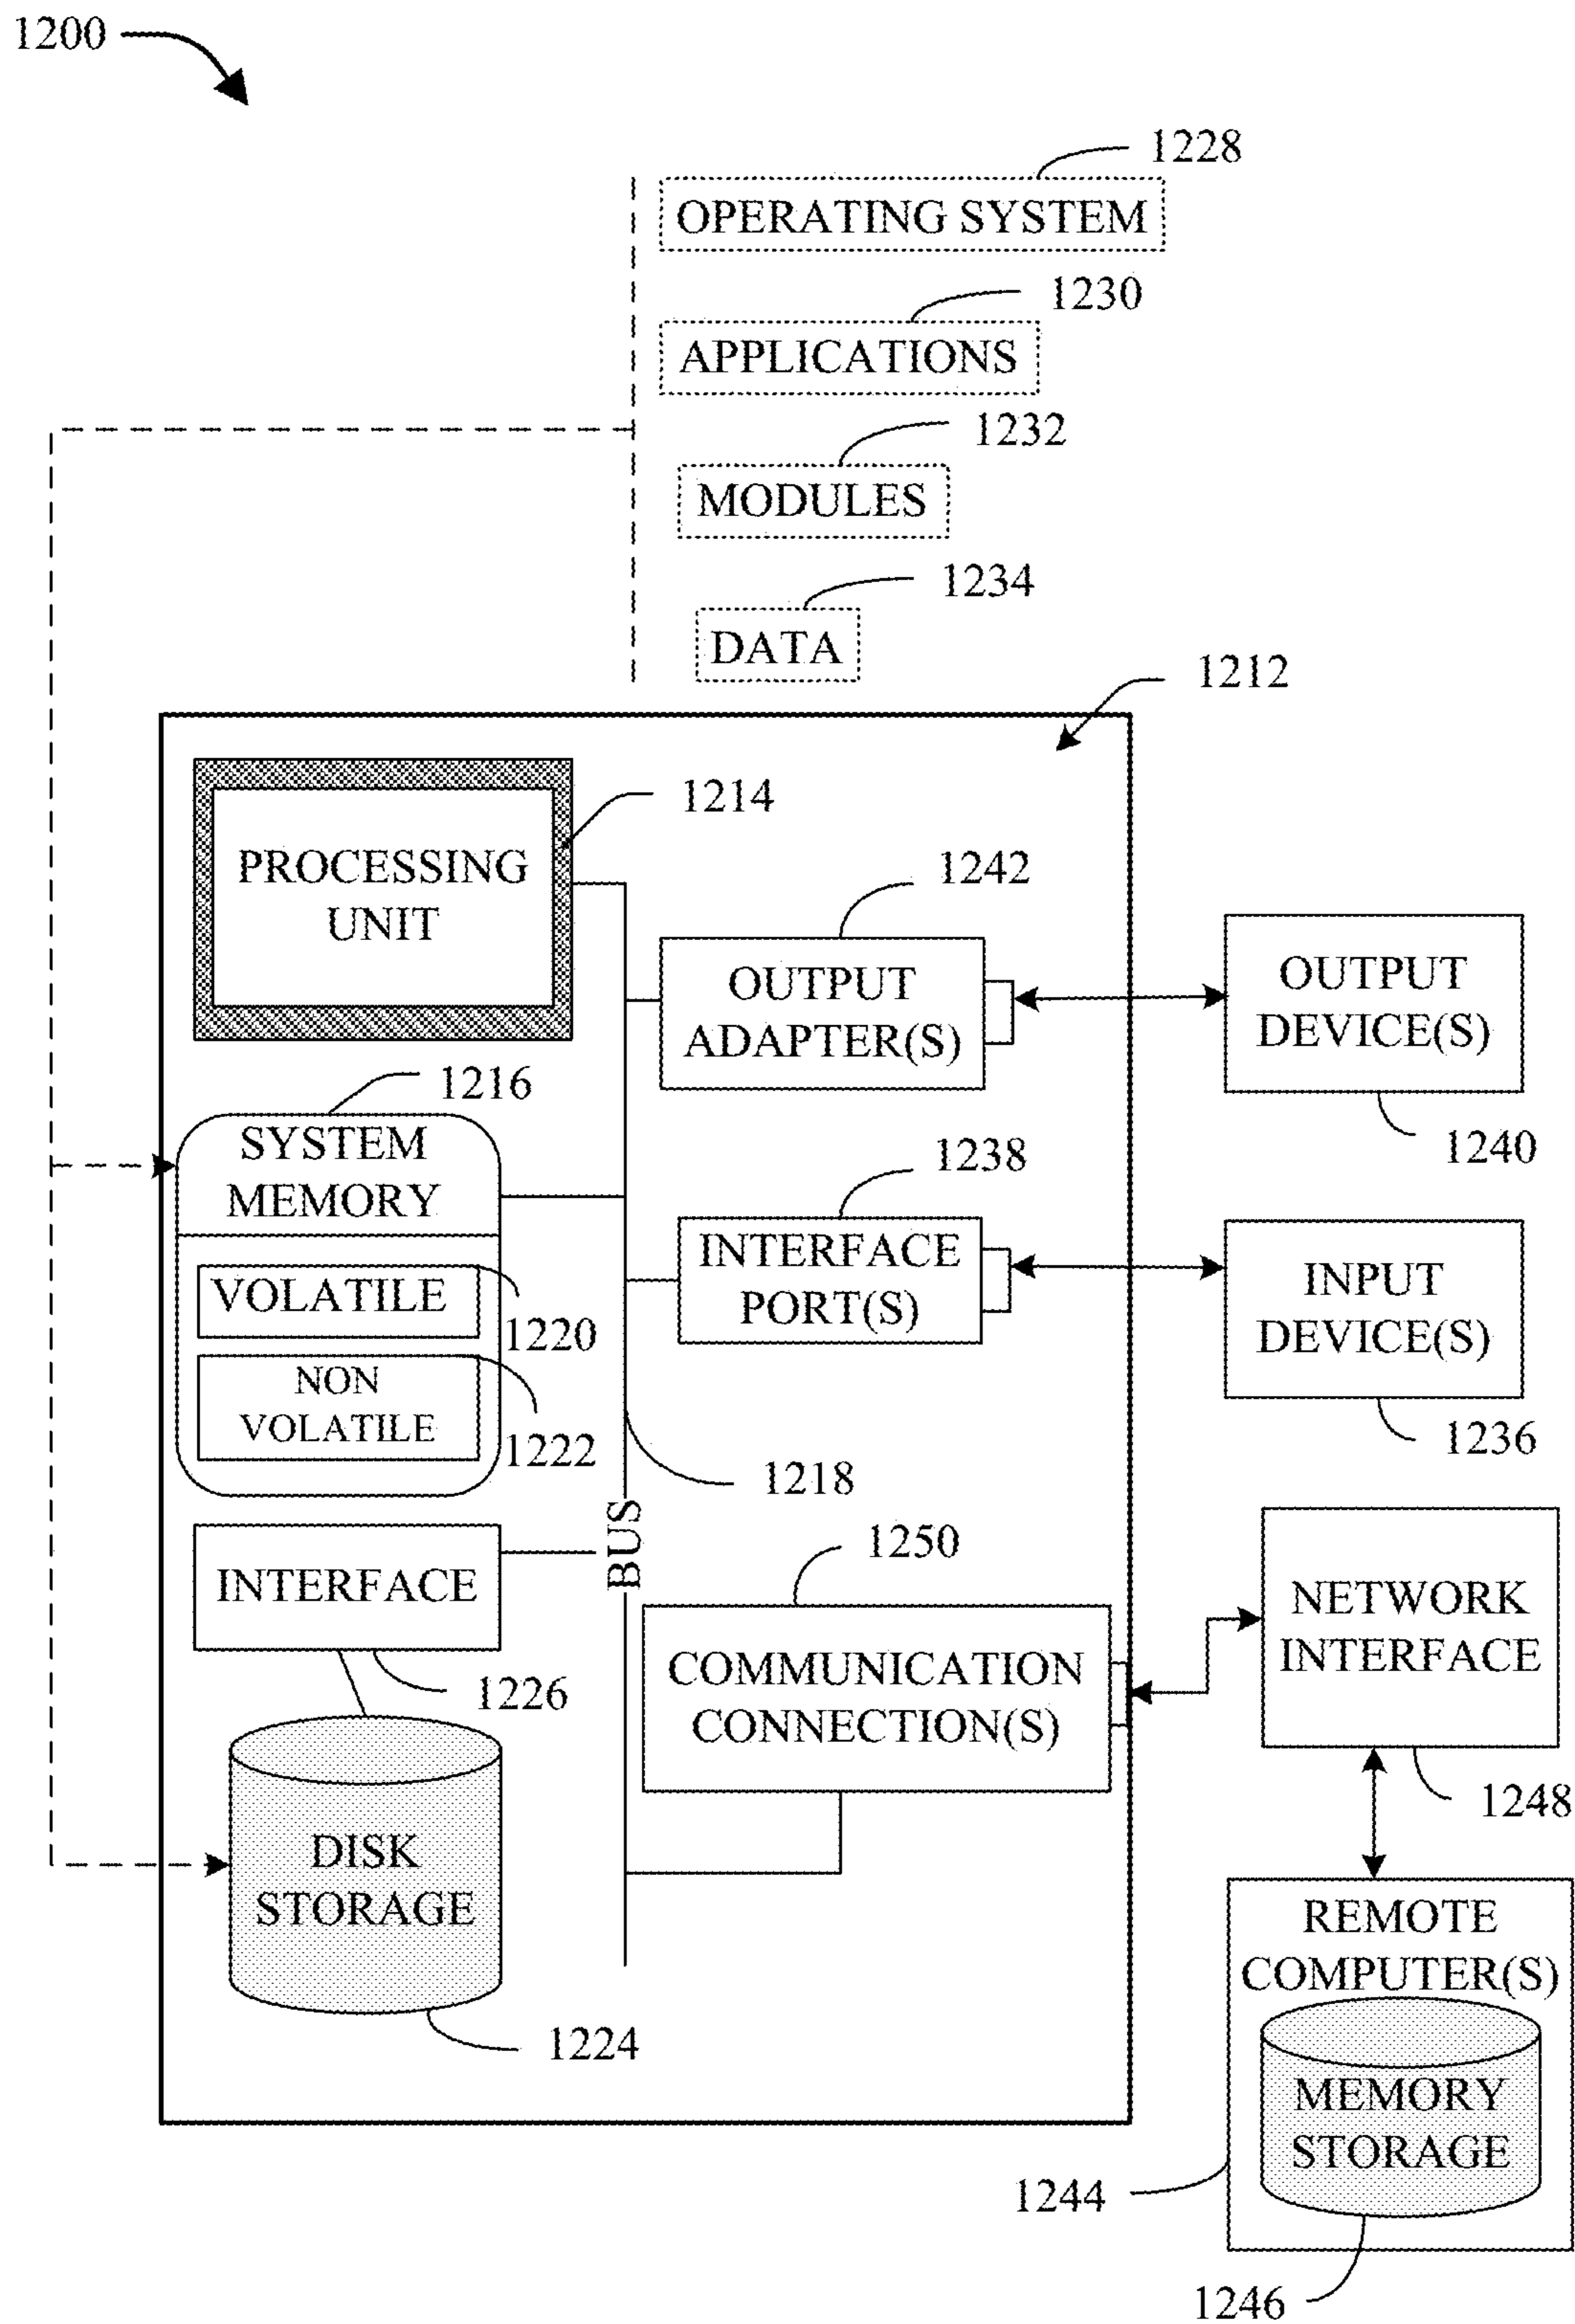 1200
1228
OPERATING SYSTEM
1230
APPLICATIONS
1232
MODULES
1234
DATA
1212
PROCESSING
UNIT
1214
1242
OUTPUT
ADAPTER(S)
OUTPUT
DEVICE(S)
1240
1216
SYSTEM
MEMORY
VOLATILE
1220
NON
VOLATILE
1222
1238
INTERFACE
PORT(S)
INPUT
DEVICE(S)
1236
1218
BUS
INTERFACE
1226
1250
COMMUNICATION
CONNECTION(S)
NETWORK
INTERFACE
1248
DISK
STORAGE
1224
REMOTE
COMPUTER(S)
MEMORY
STORAGE
1244
1246